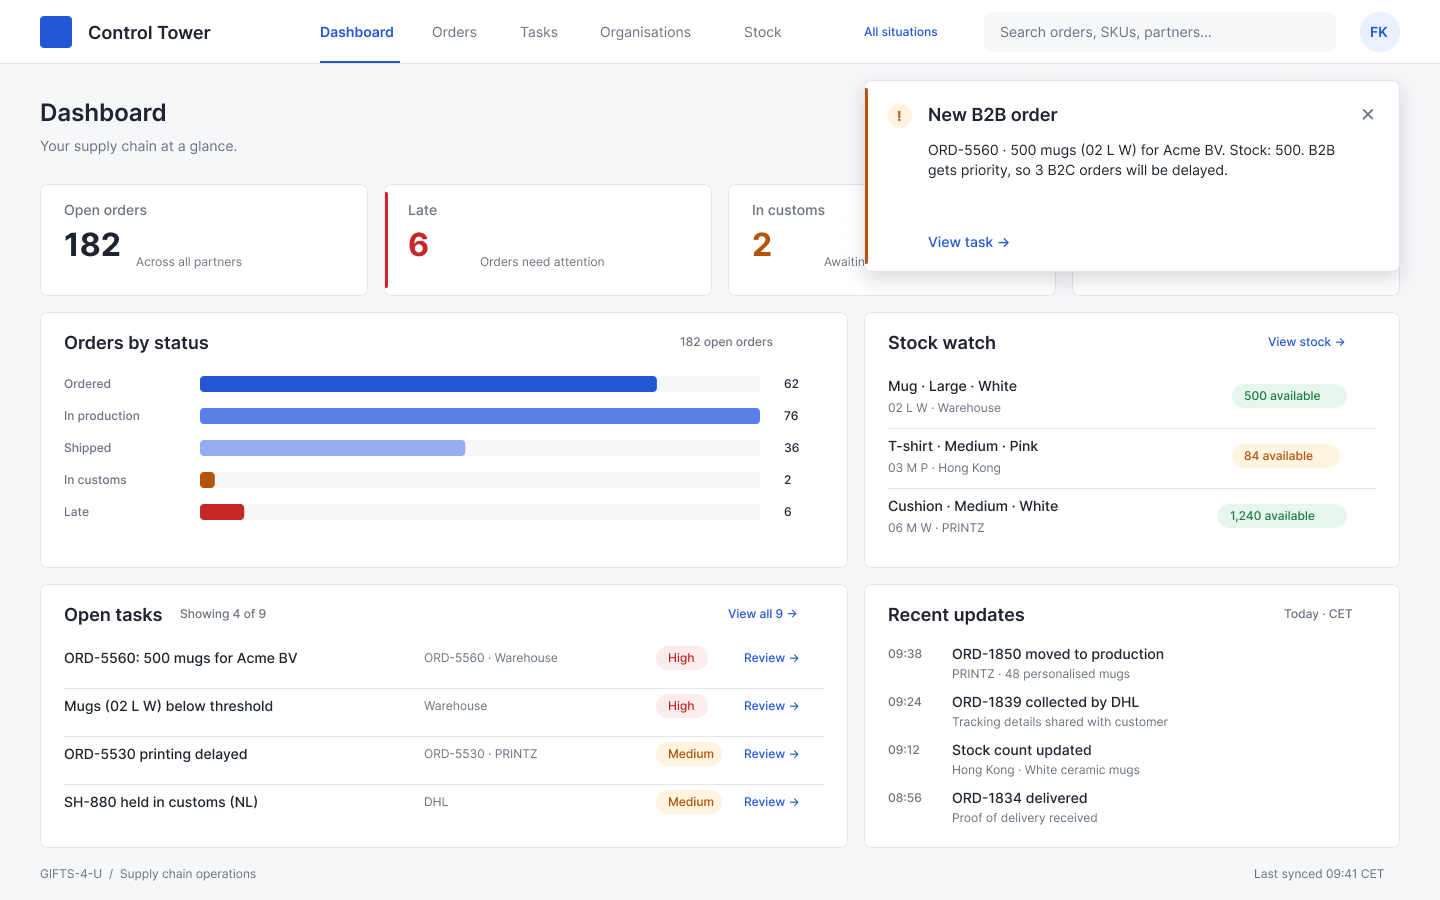 Control Tower
Dashboard
Orders
Tasks
Organisations
Stock
All situations
Search orders, SKUs, partners...
FK
Dashboard
Your supply chain at a glance.
!
New B2B order
✕
ORD-5560 · 500 mugs (02 L W) for Acme BV. Stock: 500. B2B
gets priority, so 3 B2C orders will be delayed.
View task →
Open orders
182
Across all partners
Late
6
Orders need attention
In customs
2
Orders by status
182 open orders
Ordered
62
In production
76
Shipped
36
In customs
2
Late
6
Stock watch
View stock →
Mug · Large · White
02 L W · Warehouse
500 available
T-shirt · Medium · Pink
03 M P · Hong Kong
84 available
Cushion · Medium · White
06 M W · PRINTZ
1,240 available
Open tasks
Showing 4 of 9
View all 9 →
ORD-5560: 500 mugs for Acme BV
ORD-5560 · Warehouse
High
Review →
Mugs (02 L W) below threshold
Warehouse
High
Review →
ORD-5530 printing delayed
ORD-5530 · PRINTZ
Medium
Review →
SH-880 held in customs (NL)
DHL
Medium
Review →
Recent updates
Today · CET
09:38
ORD-1850 moved to production
PRINTZ · 48 personalised mugs
09:24
ORD-1839 collected by DHL
Tracking details shared with customer
09:12
Stock count updated
Hong Kong · White ceramic mugs
08:56
ORD-1834 delivered
Proof of delivery received
GIFTS-4-U / Supply chain operations
Last synced 09:41 CET